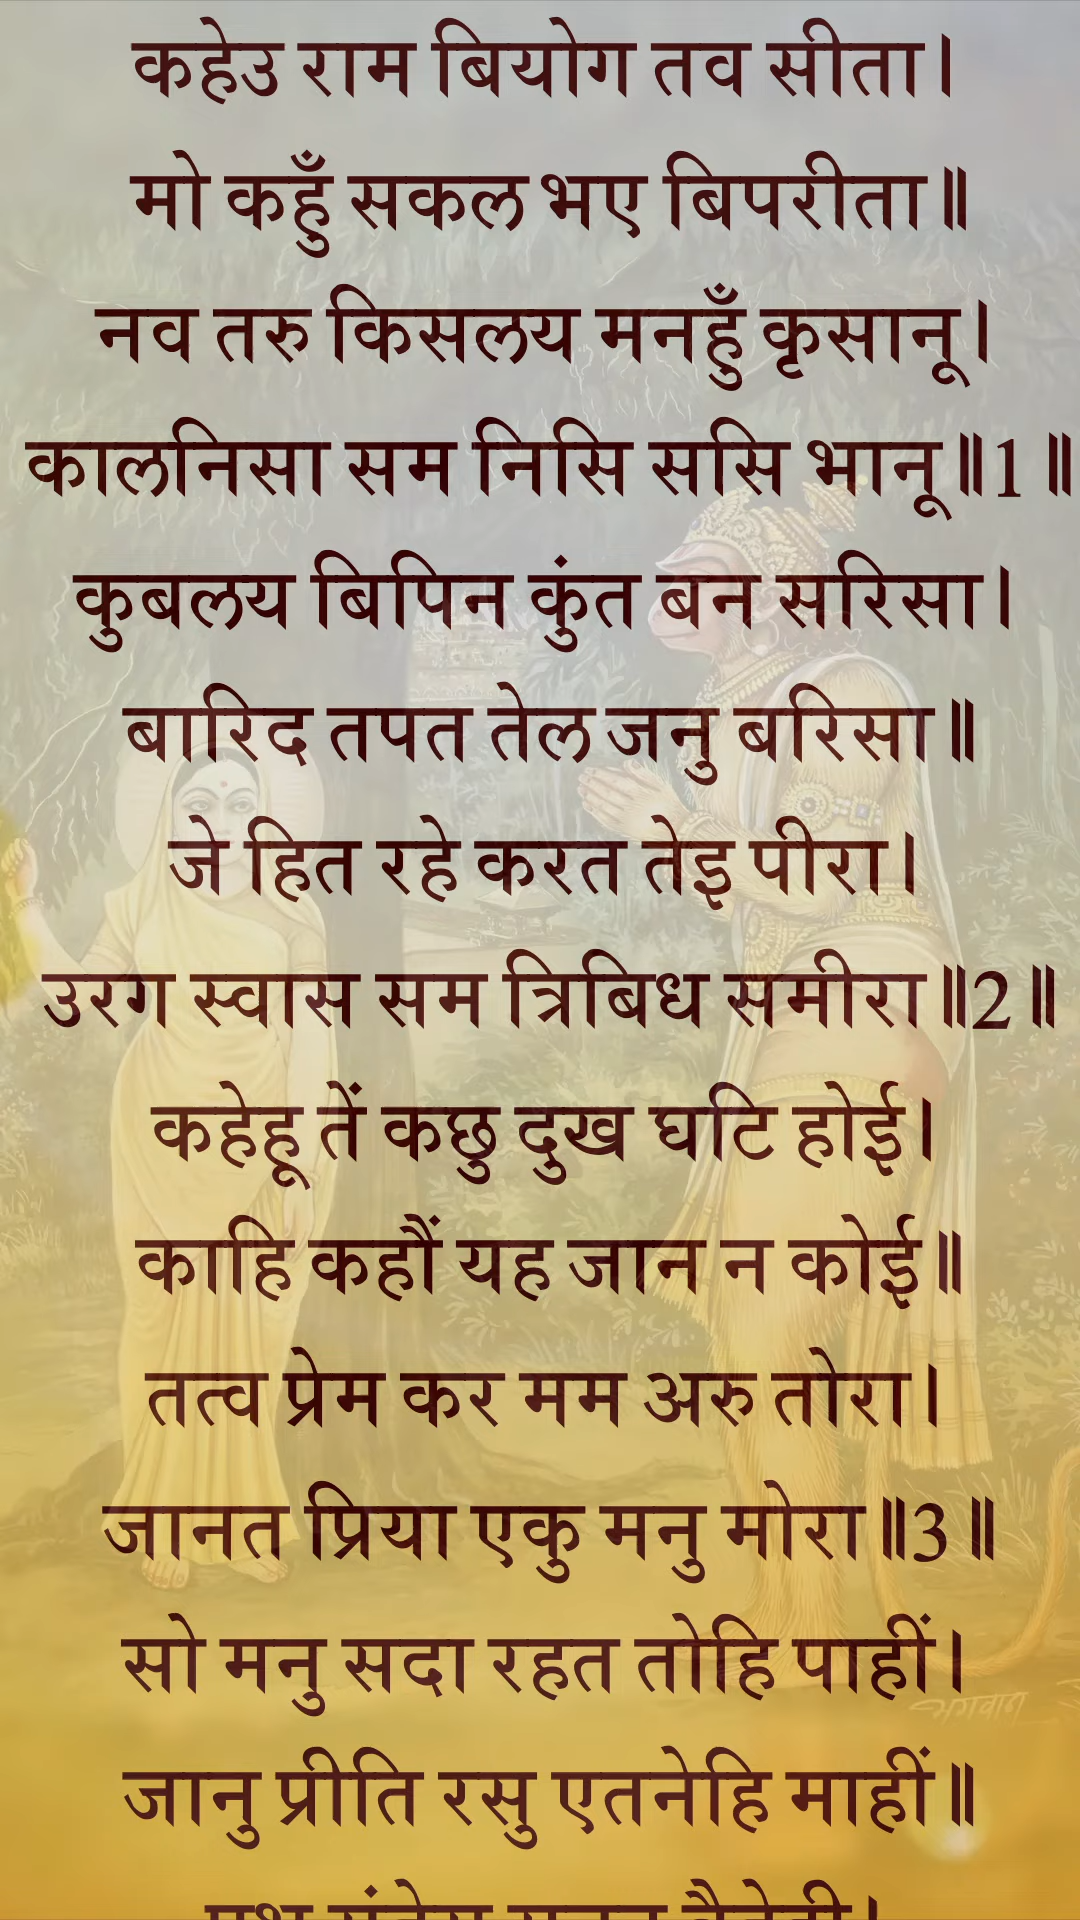 कहेउ राम बियोग तव सीता।
मो कहुँ सकल भए बिपरीता॥
नव तरु किसलय मनहुँ कृसानू।
कालनिसा सम निसि ससि भानू॥1॥
कुबलय बिपिन कुंत बन सरिसा।
बारिद तपत तेल जनु बरिसा॥
जे हित रहे करत तेइ पीरा।
उरग स्वास सम त्रिबिध समीरा॥2॥
कहेहू तें कछु दुख घटि होई।
काहि कहौं यह जान न कोई॥
तत्व प्रेम कर मम अरु तोरा।
जानत प्रिया एकु मनु मोरा॥3॥
सो मनु सदा रहत तोहि पाहीं।
भगवान
जानु प्रीति रसु एतनेहि माहीं॥